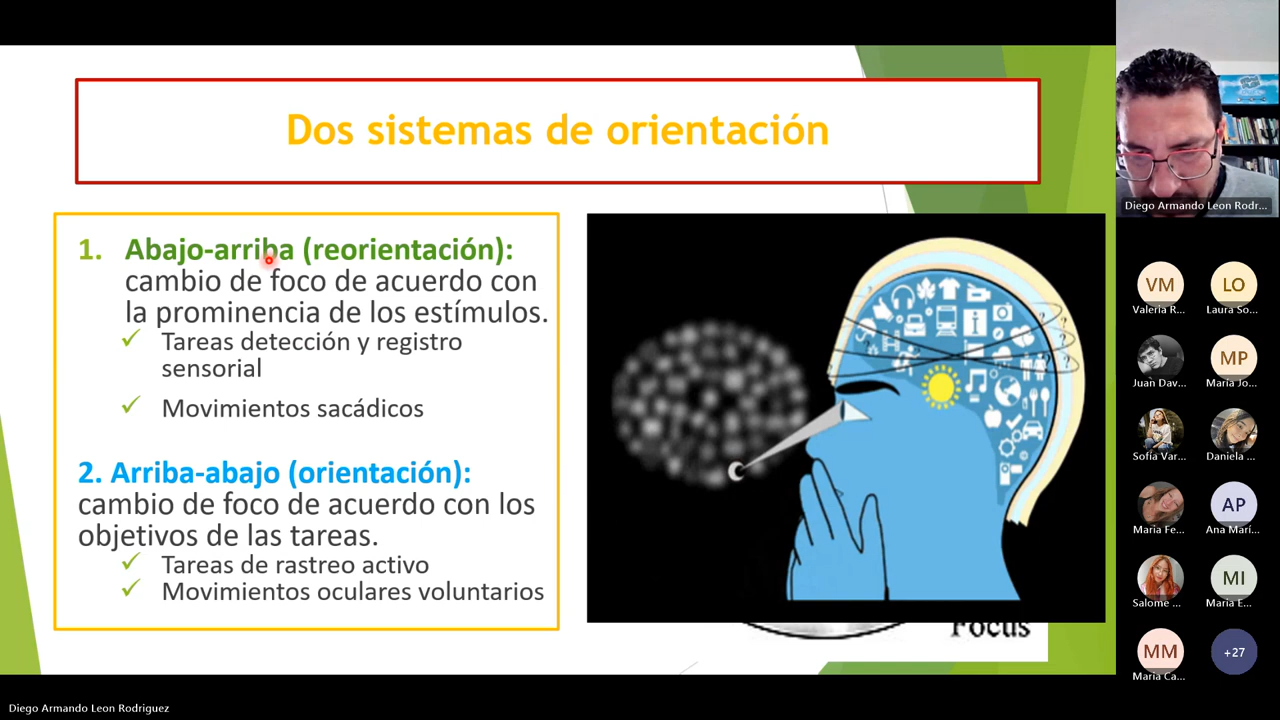 Dos sistemas de orientación
1. Abajo-arriba (reorientación):
cambio de foco de acuerdo con
la prominencia de los estímulos.
Tareas detección y registro
sensorial
Movimientos sacádicos
2. Arriba-abajo (orientación):
cambio de foco de acuerdo con los
objetivos de las tareas.
Tareas de rastreo activo
Movimientos oculares voluntarios
Focus
Diego Armando Leon Rodr...
VM
LO
Valeria R...
Laura So...
MP
Juan Dav...
Maria Jo...
Sofía Var...
Daniela ...
AP
Maria Fe...
Ana Marí...
MI
Salome ...
Maria E...
MM
+27
Maria Ca...
Diego Armando Leon Rodriguez